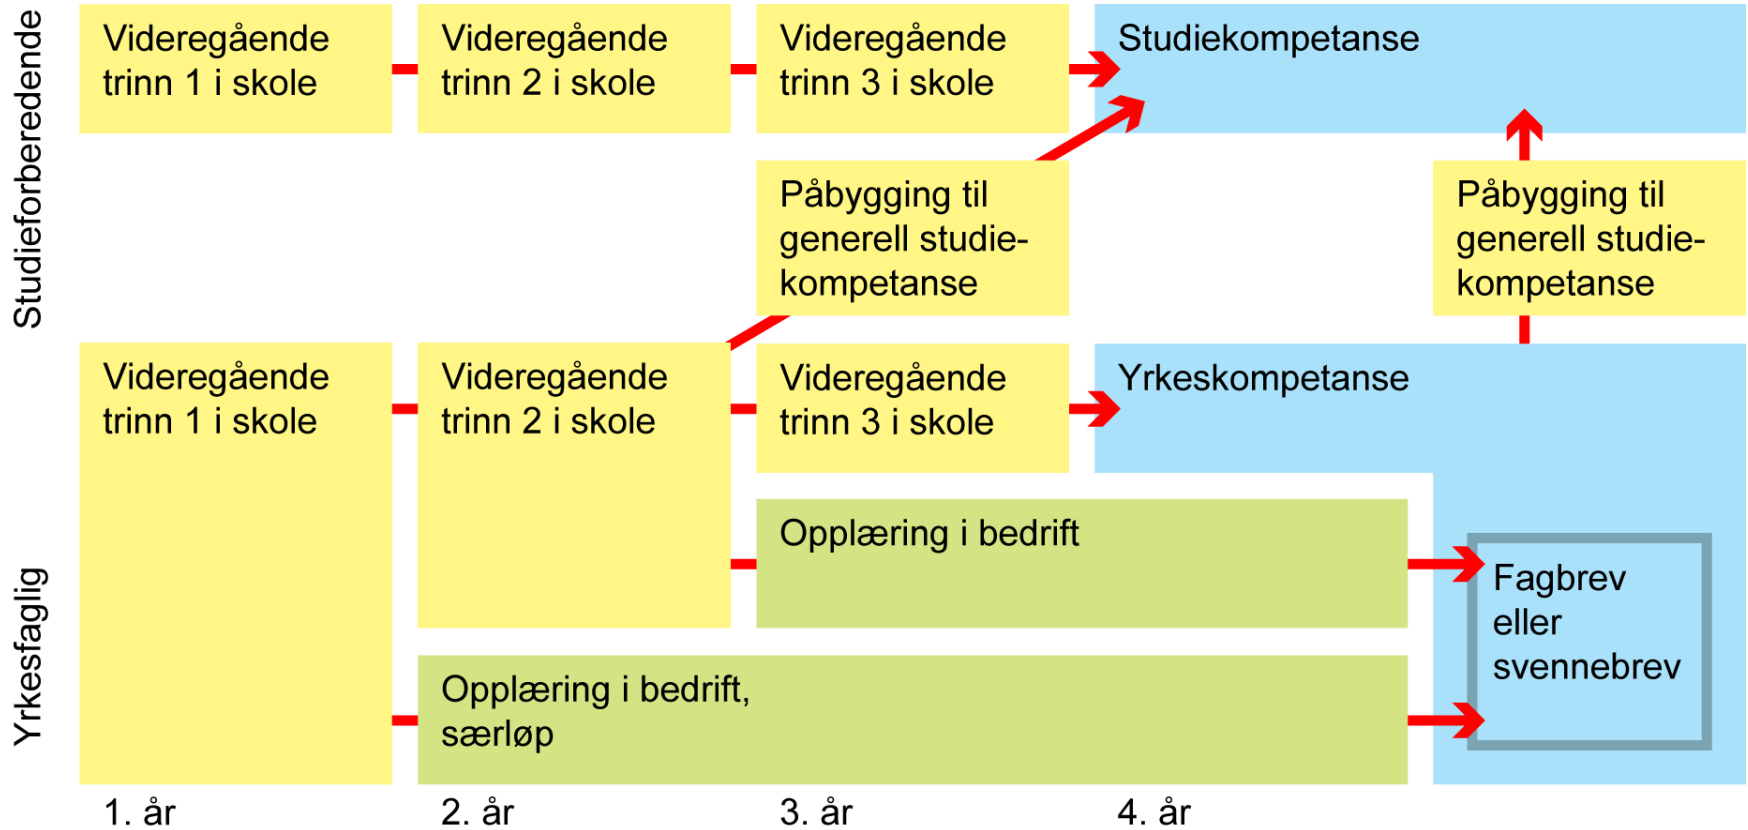 Studieforberedende
Videregående
trinn 1 i skole
Videregående
trinn 2 i skole
Videregående
trinn 3 i skole
Studiekompetanse
Påbygging til
generell studie-
kompetanse
Påbygging til
generell studie-
kompetanse
Yrkesfaglig
Videregående
trinn 1 i skole
Videregående
trinn 2 i skole
Videregående
trinn 3 i skole
Yrkeskompetanse
Opplæring i bedrift
Fagbrev
eller
svennebrev
Opplæring i bedrift,
særløp
1. år
2. år
3. år
4. år